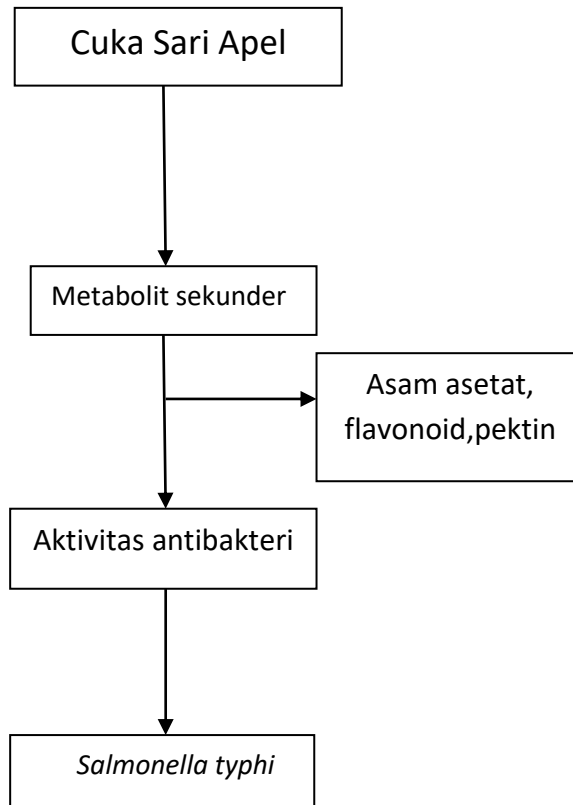 Cuka Sari Apel
Metabolit sekunder
Asam asetat,
flavonoid,pektin
Aktivitas antibakteri
Salmonella typhi